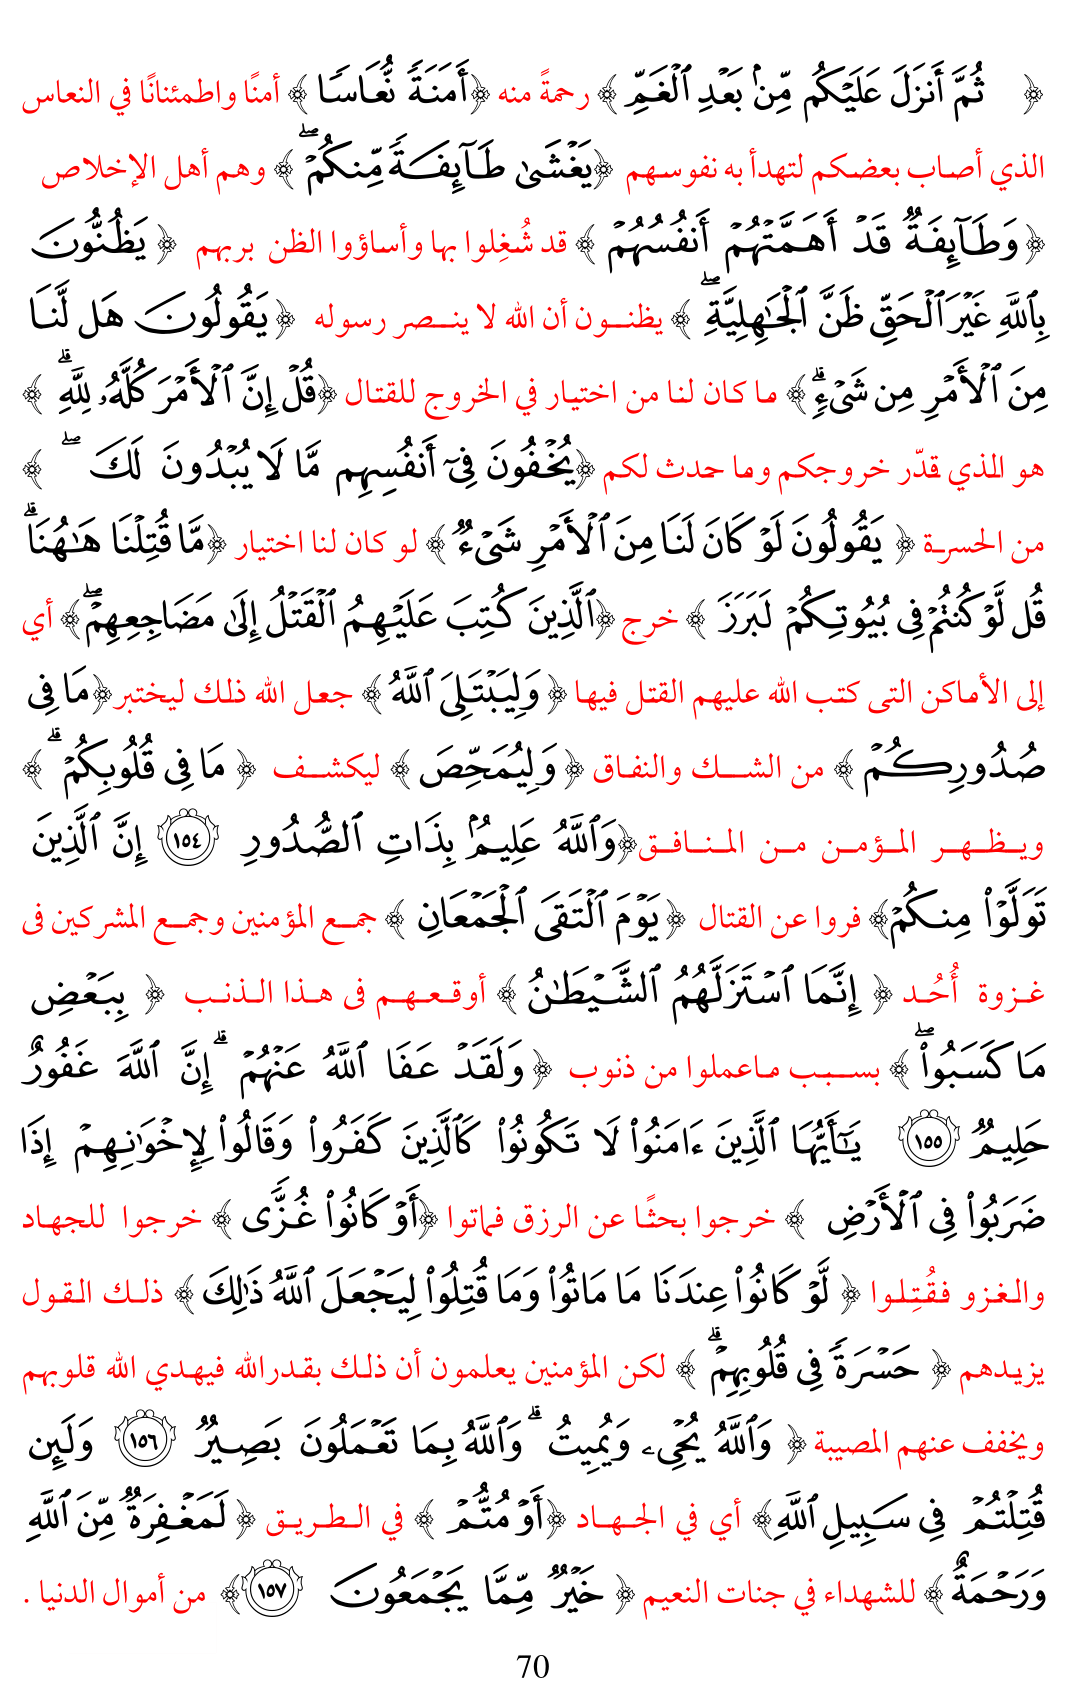 ﴿ ثُمَّ أَنزَلَ عَلَيْكُم مِّنۢ بَعْدِ ٱلْغَمِّ ﴾ رحمةً منه ﴿أَمَنَةً نُّعَاسًا ﴾ أمنًا واطمئنانًا في النعاس
الذي أصاب بعضكم لتهدأ به نفوسهم ﴿يَغْشَىٰ طَآئِفَةً مِّنكُمْ ۖ ﴾ وهم أهل الإخلاص
﴿ وَطَآئِفَةٌ قَدْ أَهَمَّتْهُمْ أَنفُسُهُمْ ﴾ قد شُغِلوا بها وأساؤوا الظن بربهم ﴿ يَظُنُّونَ
بِٱللَّهِ غَيْرَ ٱلْحَقِّ ظَنَّ ٱلْجَٰهِلِيَّةِ ۖ ﴾ يظنون أن الله لا ينصر رسوله ﴿ يَقُولُونَ هَل لَّنَا
مِنَ ٱلْأَمْرِ مِن شَىْءٍ ۗ ﴾ ما كان لنا من اختيار في الخروج للقتال ﴿قُلْ إِنَّ ٱلْأَمْرَ كُلَّهُۥ لِلَّهِ ۗ ﴾
هو الذي قدّر خروجكم وما حدث لكم ﴿يُخْفُونَ فِىٓ أَنفُسِهِم مَّا لَا يُبْدُونَ لَكَ ۖ ﴾
من الحسرة ﴿ يَقُولُونَ لَوْ كَانَ لَنَا مِنَ ٱلْأَمْرِ شَىْءٌ ﴾ لو كان لنا اختيار ﴿مَّا قُتِلْنَا هَٰهُنَا ۗ
قُل لَّوْ كُنتُمْ فِى بُيُوتِكُمْ لَبَرَزَ ﴾ خرج ﴿ٱلَّذِينَ كُتِبَ عَلَيْهِمُ ٱلْقَتْلُ إِلَىٰ مَضَاجِعِهِمْ ۖ ﴾ أي
إلى الأماكن التى كتب الله عليهم القتل فيها ﴿ وَلِيَبْتَلِىَ ٱللَّهُ ﴾ جعل الله ذلك ليختبر ﴿مَا فِى
صُدُورِكُمْ ﴾ من الشك والنفاق ﴿ وَلِيُمَحِّصَ ﴾ ليكشف ﴿ مَا فِى قُلُوبِكُمْ ۗ ﴾
ويظهر المؤمن من المنافق﴿وَٱللَّهُ عَلِيمٌۢ بِذَاتِ ٱلصُّدُورِ ١٥٤ إِنَّ ٱلَّذِينَ
تَوَلَّوْا۟ مِنكُمْ﴾ فروا عن القتال ﴿يَوْمَ ٱلْتَقَى ٱلْجَمْعَانِ ﴾ جمع المؤمنين وجمع المشركين فى
غزوة أُحُد ﴿ إِنَّمَا ٱسْتَزَلَّهُمُ ٱلشَّيْطَٰنُ ﴾ أوقعهم فى هذا الذنب ﴿ بِبَعْضِ
مَا كَسَبُوا۟ ۖ ﴾ بسبب ماعملوا من ذنوب ﴿ وَلَقَدْ عَفَا ٱللَّهُ عَنْهُمْ ۗ إِنَّ ٱللَّهَ غَفُورٌ
حَلِيمٌ ١٥٥ يَٰٓأَيُّهَا ٱلَّذِينَ ءَامَنُوا۟ لَا تَكُونُوا۟ كَٱلَّذِينَ كَفَرُوا۟ وَقَالُوا۟ لِإِخْوَٰنِهِمْ إِذَا
ضَرَبُوا۟ فِى ٱلْأَرْضِ ﴾ خرجوا بحثًا عن الرزق فماتوا ﴿أَوْ كَانُوا۟ غُزًّى ﴾ خرجوا للجهاد
والغزو فقُتِلوا ﴿ لَّوْ كَانُوا۟ عِندَنَا مَا مَاتُوا۟ وَمَا قُتِلُوا۟ لِيَجْعَلَ ٱللَّهُ ذَٰلِكَ ﴾ ذلك القول
يزيدهم ﴿ حَسْرَةً فِى قُلُوبِهِمْ ۗ ﴾ لكن المؤمنين يعلمون أن ذلك بقدرالله فيهدي الله قلوبهم
ويخفف عنهم المصيبة ﴿ وَٱللَّهُ يُحْىِۦ وَيُمِيتُ ۗ وَٱللَّهُ بِمَا تَعْمَلُونَ بَصِيرٌ ١٥٦ وَلَئِن
قُتِلْتُمْ فِى سَبِيلِ ٱللَّهِ﴾ أي في الجهاد ﴿أَوْ مُتُّمْ ﴾ في الطريق ﴿ لَمَغْفِرَةٌ مِّنَ ٱللَّهِ
وَرَحْمَةٌ ﴾ للشهداء في جنات النعيم ﴿ خَيْرٌ مِّمَّا يَجْمَعُونَ ١٥٧﴾ من أموال الدنيا .
70